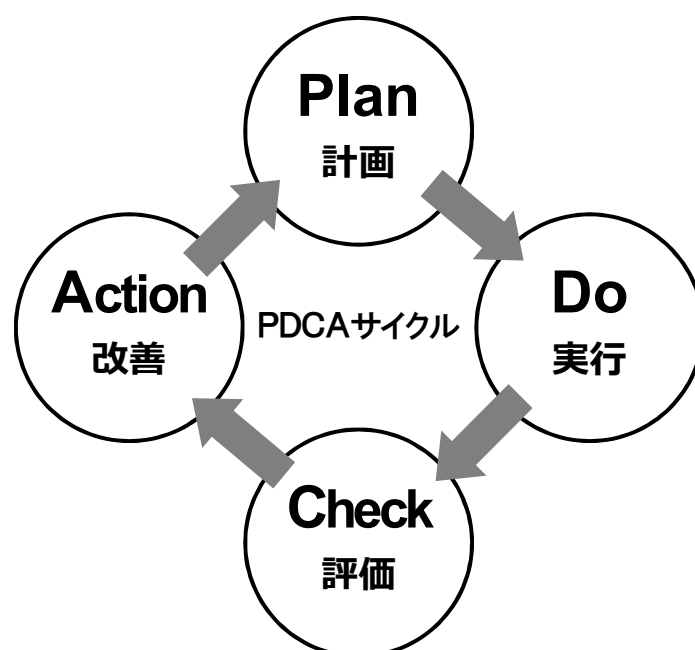 Plan
計画
Do
実行
Check
評価
Action
改善
PDCAサイクル